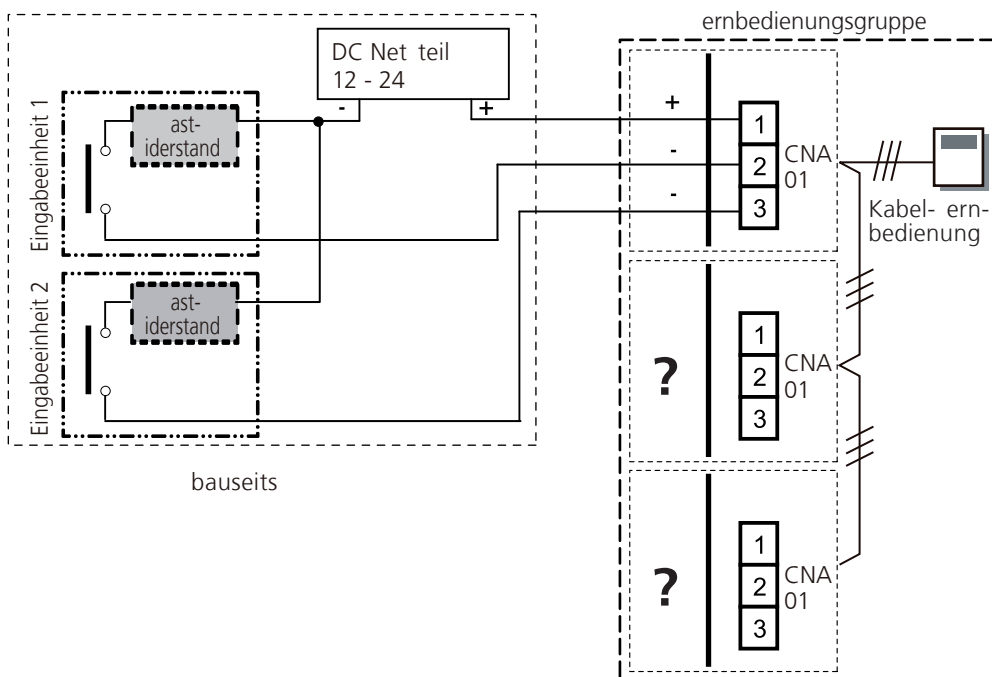 ernbedienungsgruppe
DC Net teil
12 - 24
-
+
Eingabeeinheit 1
ast-
iderstand
Eingabeeinheit 2
ast-
iderstand
bauseits
+
-
-
1
2
3
CNA
01
Kabel- ern-
bedienung
?
1
2
3
CNA
01
?
1
2
3
CNA
01